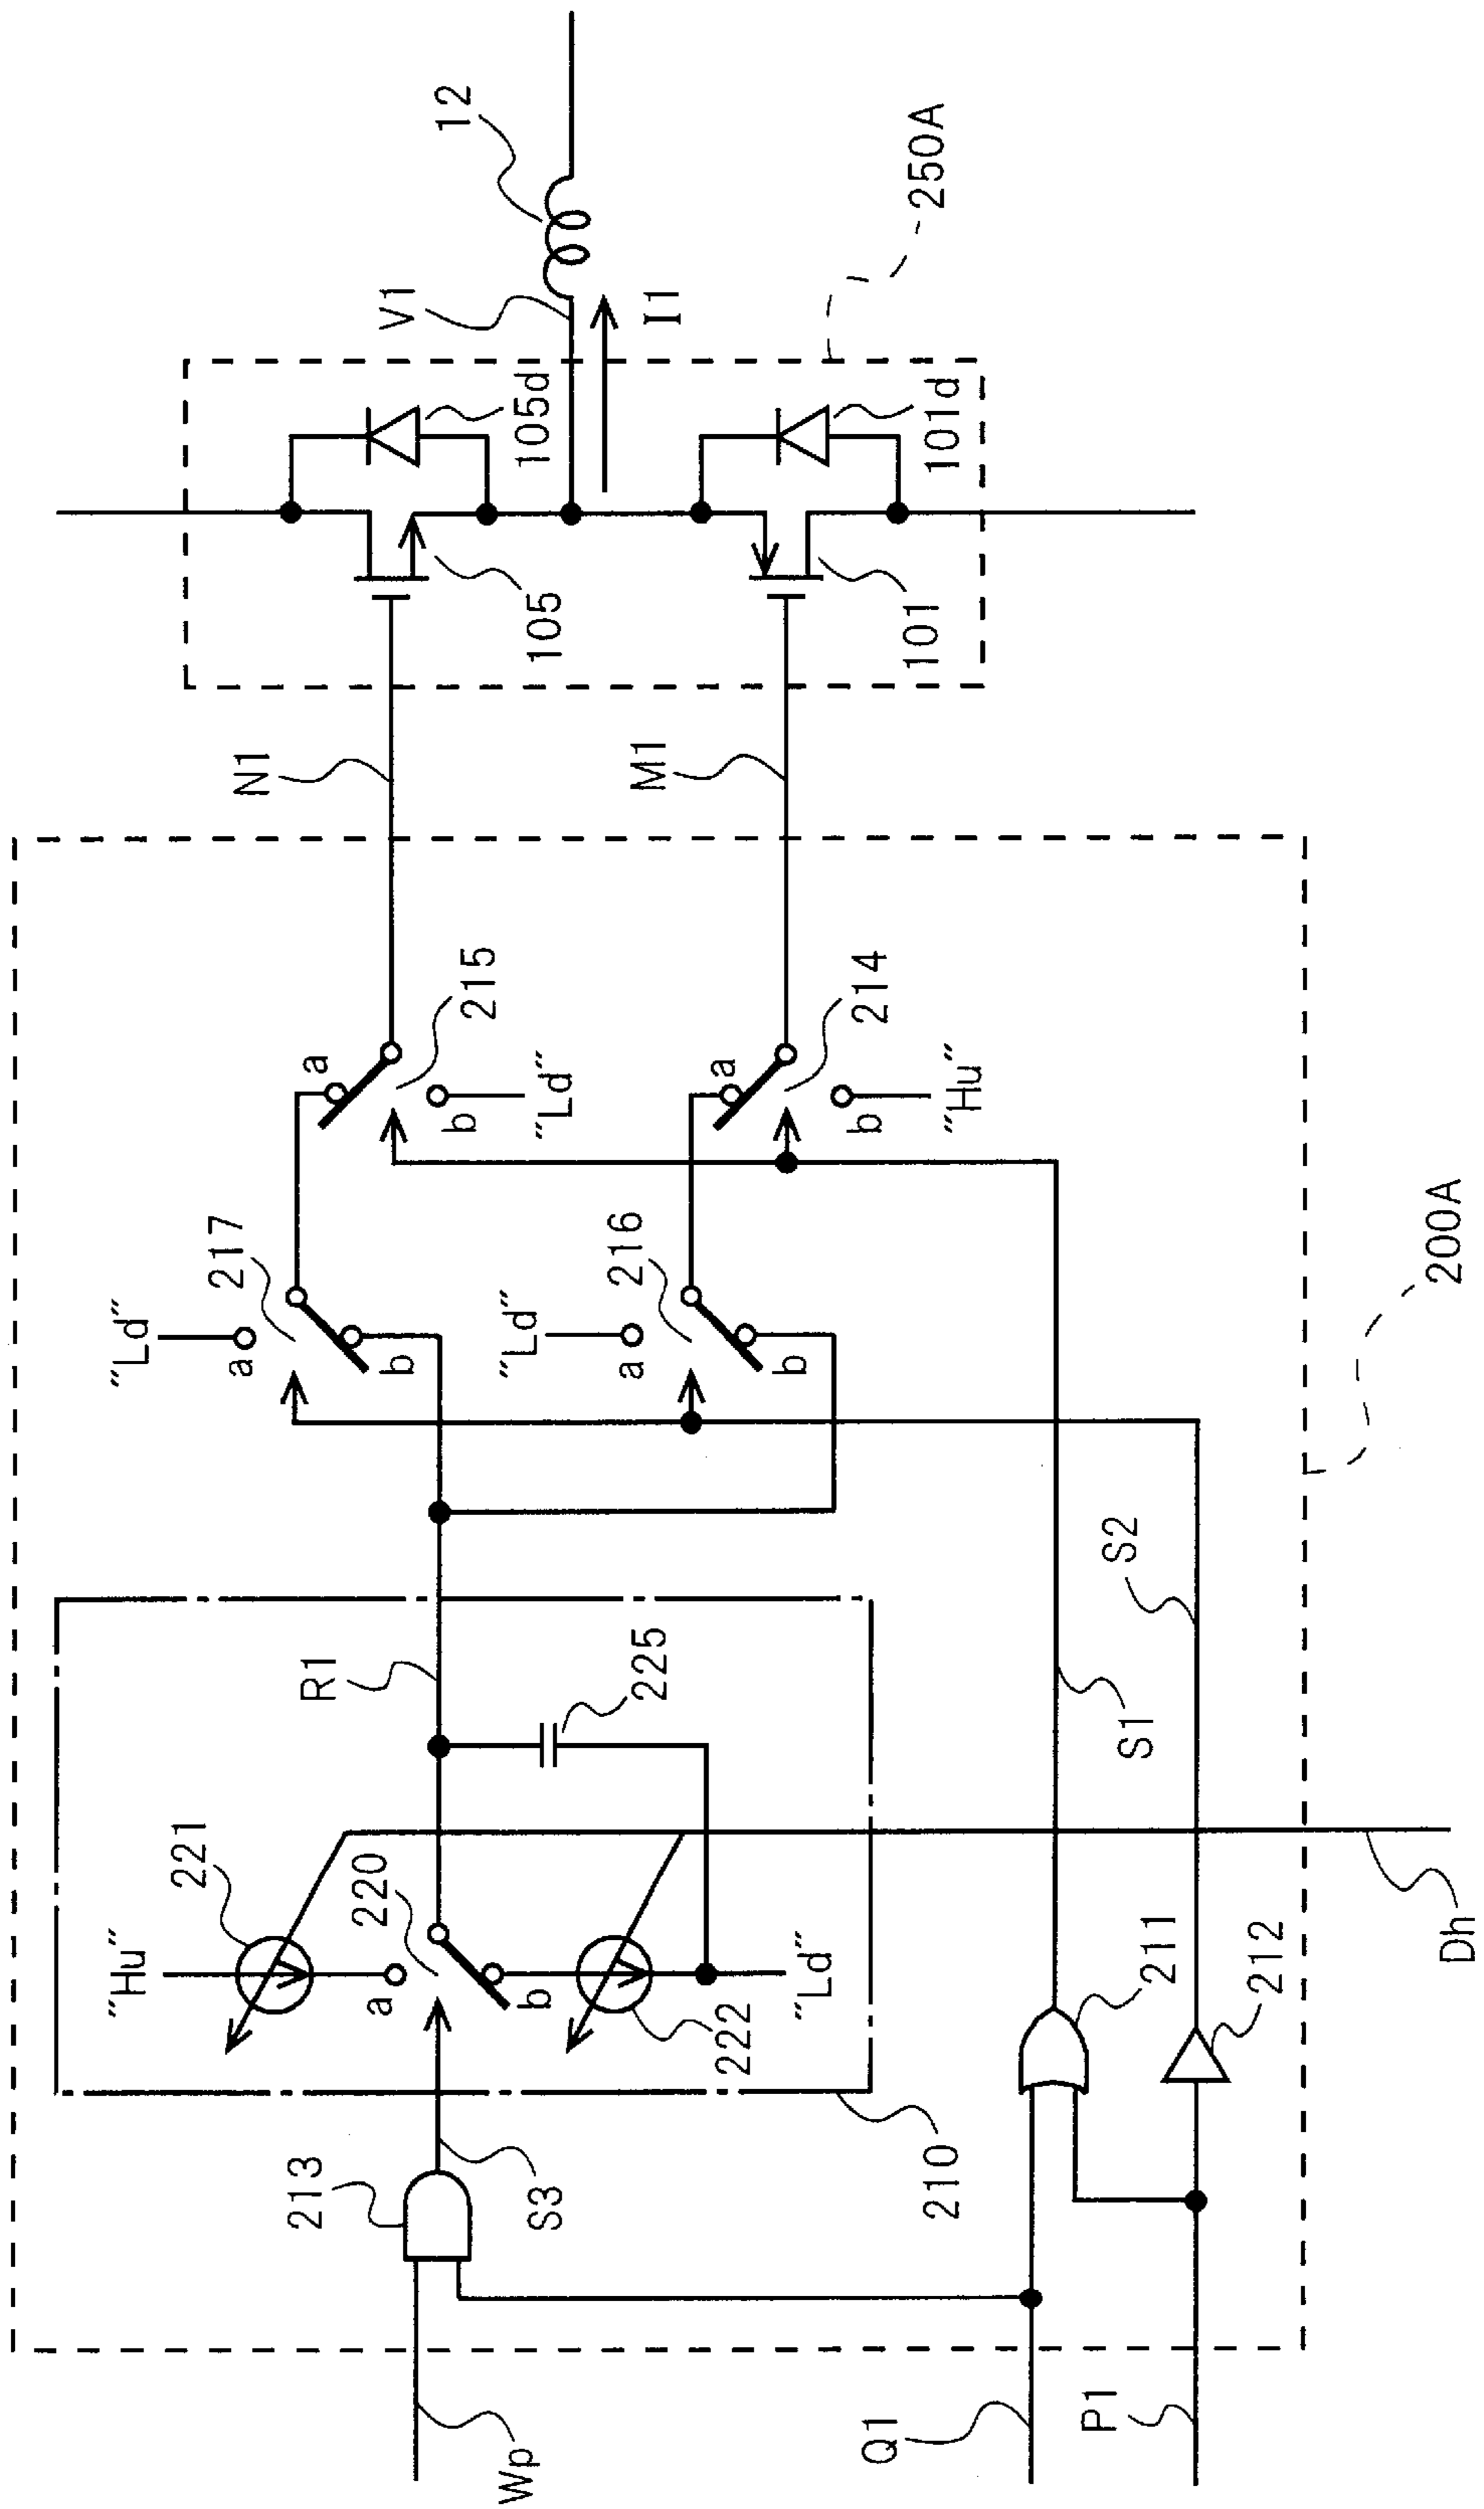 12
V1
I1
250A
105d
101d
105
101
N1
M1
215
214
a
a
b
b
"Ld"
"Hu"
217
216
"Ld"
"Ld"
a
a
b
b
200A
R1
225
S2
S1
221
220
"Hu"
a
b
"Ld"
222
211
212
Dh
213
S3
210
Wp
Q1
P1